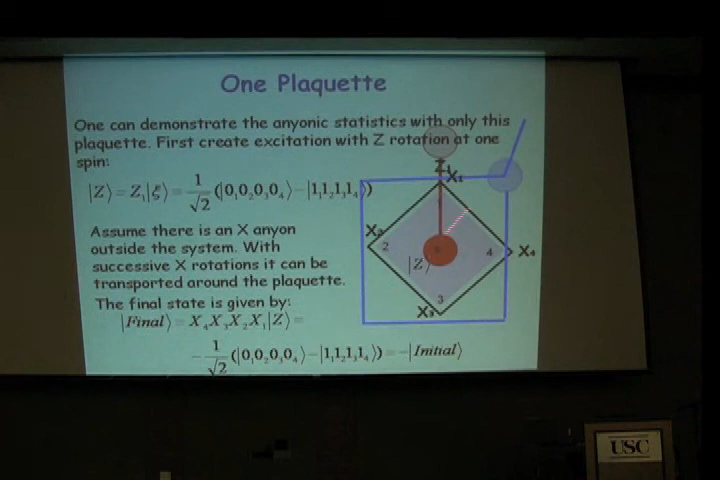 One Plaquette
One can demonstrate the anyonic statistics with only this
plaquette. First create excitation with Z rotation at one
spin:
|Z⟩ = Z₁|ξ⟩ = 1/√2 (|0₁0₂0₃0₄⟩ − |1₁1₂1₃1₄⟩)
Assume there is an X anyon
outside the system. With
successive X rotations it can be
transported around the plaquette.
The final state is given by:
|Final⟩ = X₄X₃X₂X₁|Z⟩ =
− 1/√2 (|0₁0₂0₃0₄⟩ − |1₁1₂1₃1₄⟩) = −|Initial⟩
Z₁
X₁
X₂
2
|Z⟩
4
X₄
3
X₃
USC